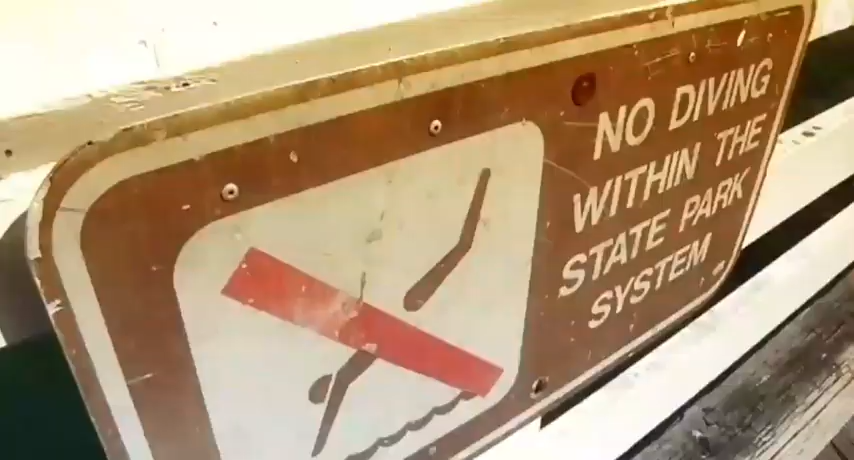 NO DIVING
WITHIN THE
STATE PARK
SYSTEM